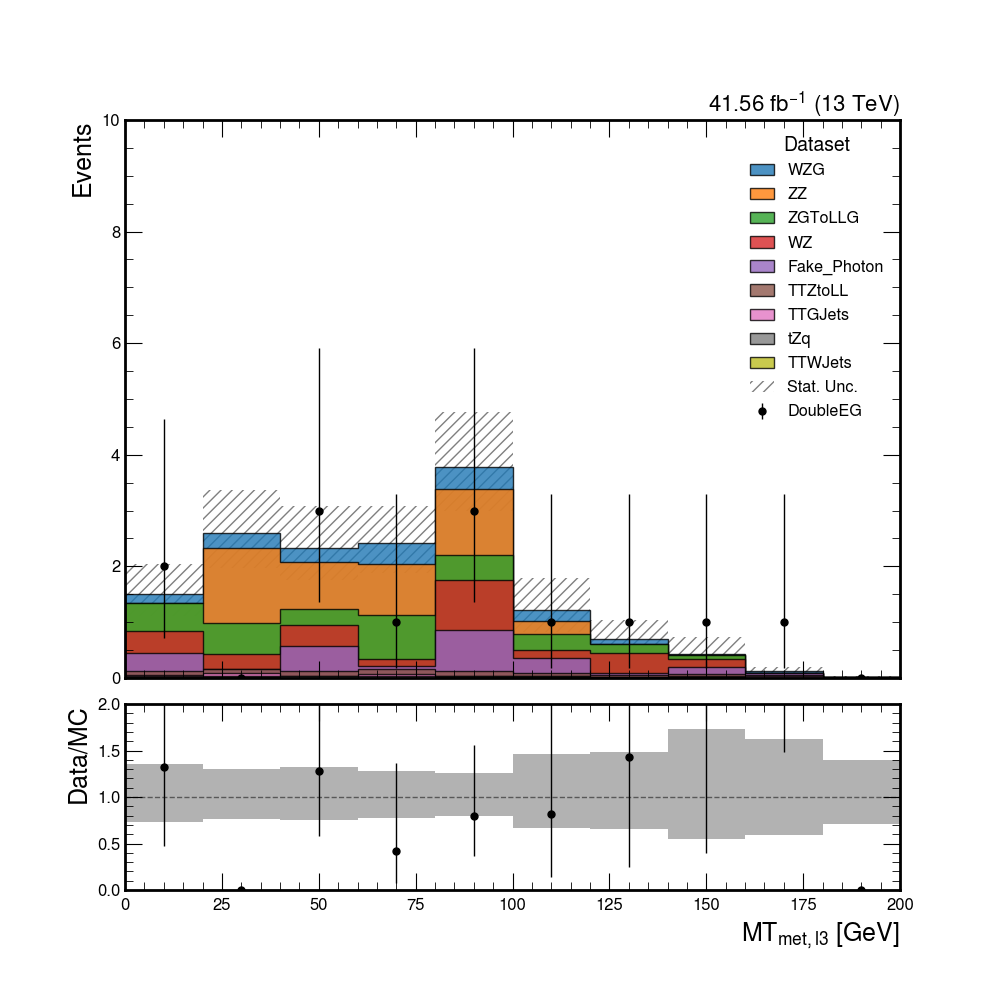 41.56 fb⁻¹ (13 TeV)
Events
10
8
6
4
2
0
Dataset
WZG
ZZ
ZGToLLG
WZ
Fake_Photon
TTZtoLL
TTGJets
tZq
TTWJets
Stat. Unc.
DoubleEG
Data/MC
2.0
1.5
1.0
0.5
0.0
0 25 50 75 100 125 150 175 200
MT_met, l3 [GeV]